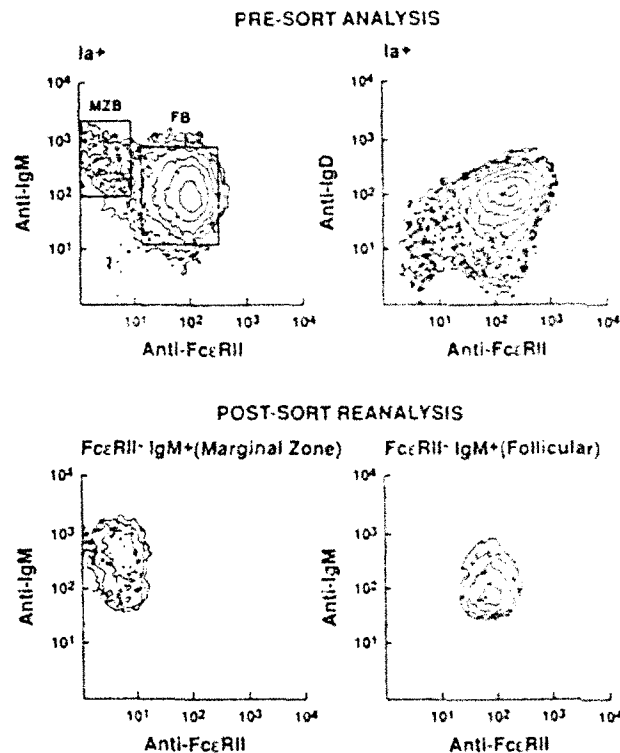 PRE-SORT ANALYSIS
Ia+
Ia+
10⁴
10³
10²
10¹
Anti-IgM
MZB
FB
10¹ 10² 10³ 10⁴
Anti-FcεRII
10⁴
10³
10²
10¹
Anti-IgD
10¹ 10² 10³ 10⁴
Anti-FcεRII
POST-SORT REANALYSIS
FcεRII⁻ IgM+(Marginal Zone)
FcεRII⁻ IgM+(Follicular)
10⁴
10³
10²
10¹
Anti-IgM
10¹ 10² 10³ 10⁴
Anti-FcεRII
10⁴
10³
10²
10¹
Anti-IgM
10¹ 10² 10³ 10⁴
Anti-FcεRII